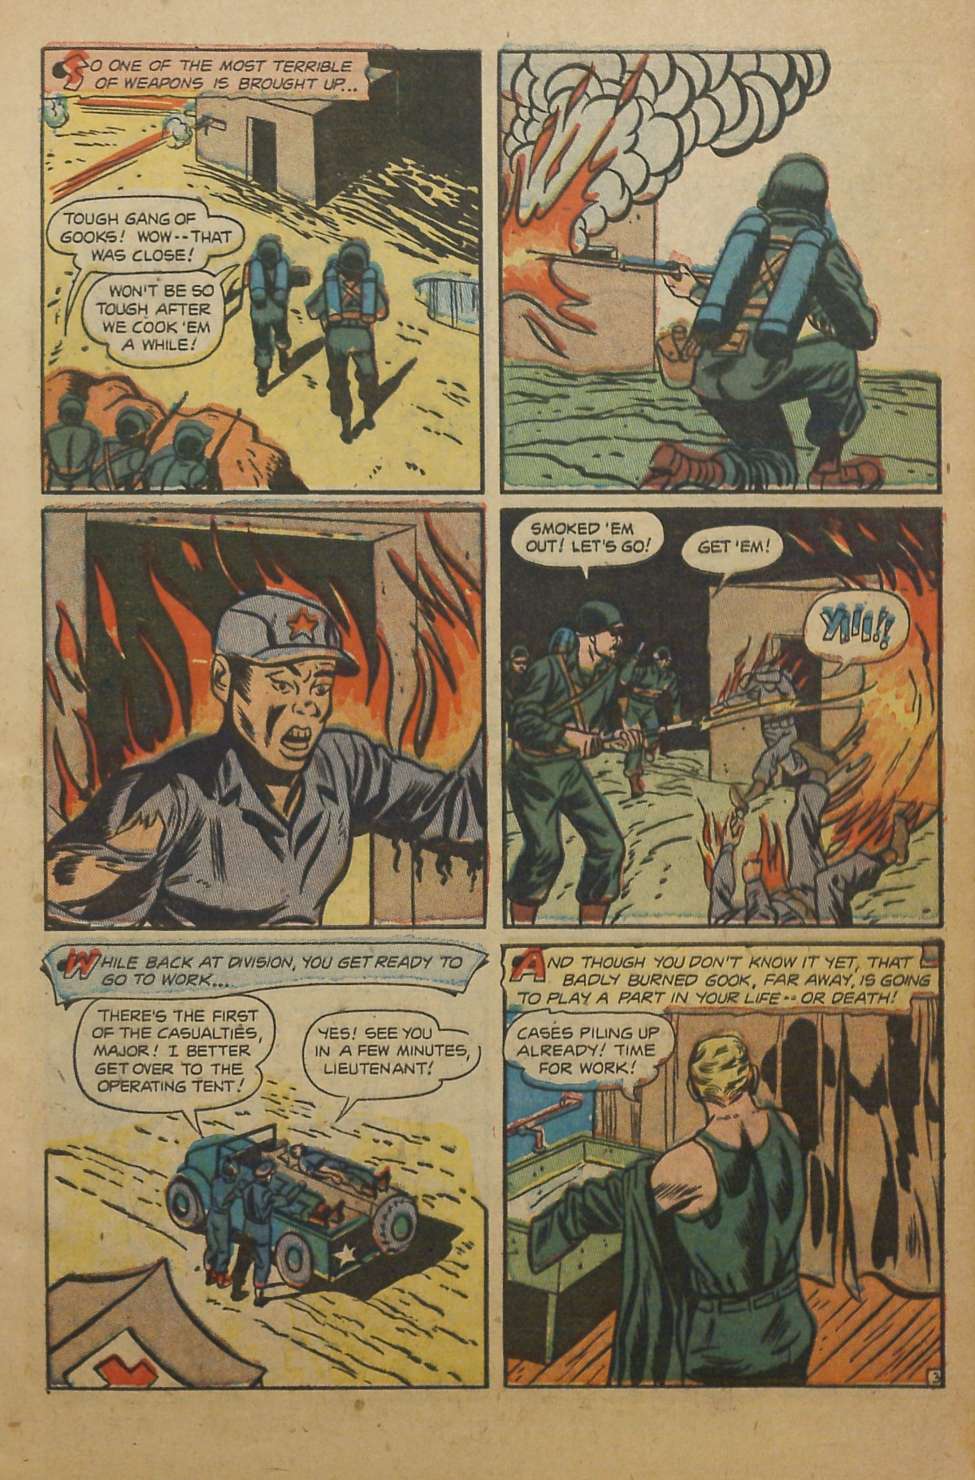 SO ONE OF THE MOST TERRIBLE
OF WEAPONS IS BROUGHT UP...
TOUGH GANG OF
GOOKS! WOW--THAT
WAS CLOSE!
WON'T BE SO
TOUGH AFTER
WE COOK 'EM
A WHILE!
SMOKED 'EM
OUT! LET'S GO!
GET 'EM!
YIII!!
WHILE BACK AT DIVISION, YOU GET READY TO
GO TO WORK...
THERE'S THE FIRST
OF THE CASUALTIES,
MAJOR! I BETTER
GET OVER TO THE
OPERATING TENT!
YES! SEE YOU
IN A FEW MINUTES,
LIEUTENANT!
AND THOUGH YOU DON'T KNOW IT YET, THAT
BADLY BURNED GOOK, FAR AWAY, IS GOING
TO PLAY A PART IN YOUR LIFE--OR DEATH!
CASES PILING UP
ALREADY! TIME
FOR WORK!
3